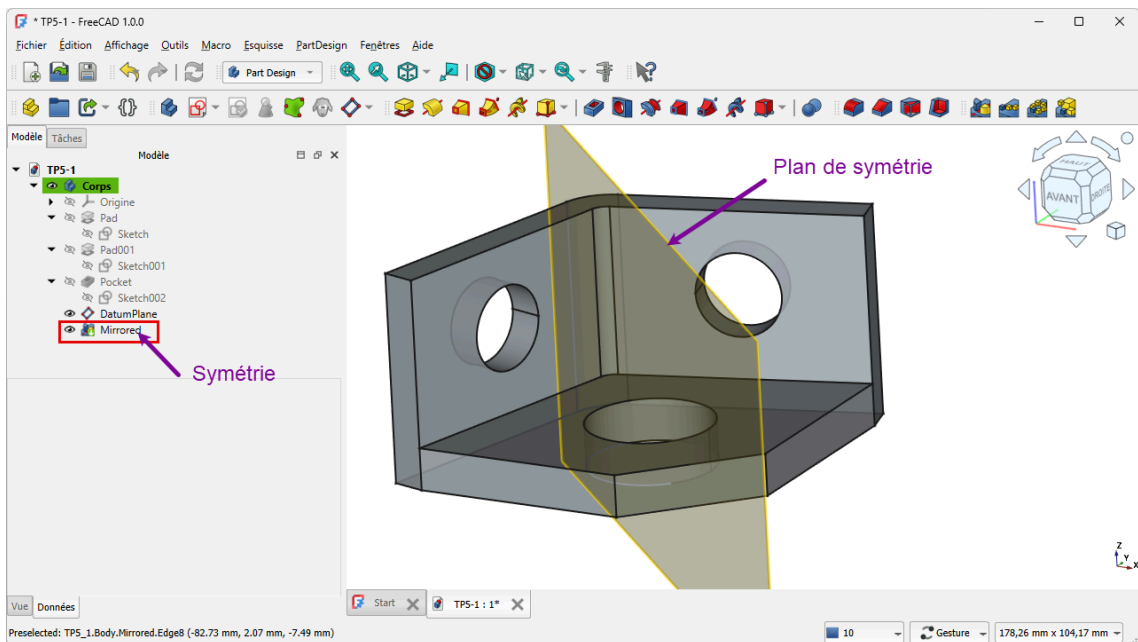 * TP5-1 - FreeCAD 1.0.0
Fichier Édition Affichage Outils Macro Esquisse PartDesign Fenêtres Aide
Part Design
Modèle Tâches
Modèle
TP5-1
Corps
Origine
Pad
Sketch
Pad001
Sketch001
Pocket
Sketch002
DatumPlane
Mirrored
Symétrie
Plan de symétrie
HAUT
AVANT
DROITE
Z
Y
X
Vue Données
Start TP5-1 : 1*
Preselected: TP5_1.Body.Mirrored.Edge8 (-82.73 mm, 2.07 mm, -7.49 mm)
10 Gesture 178,26 mm x 104,17 mm